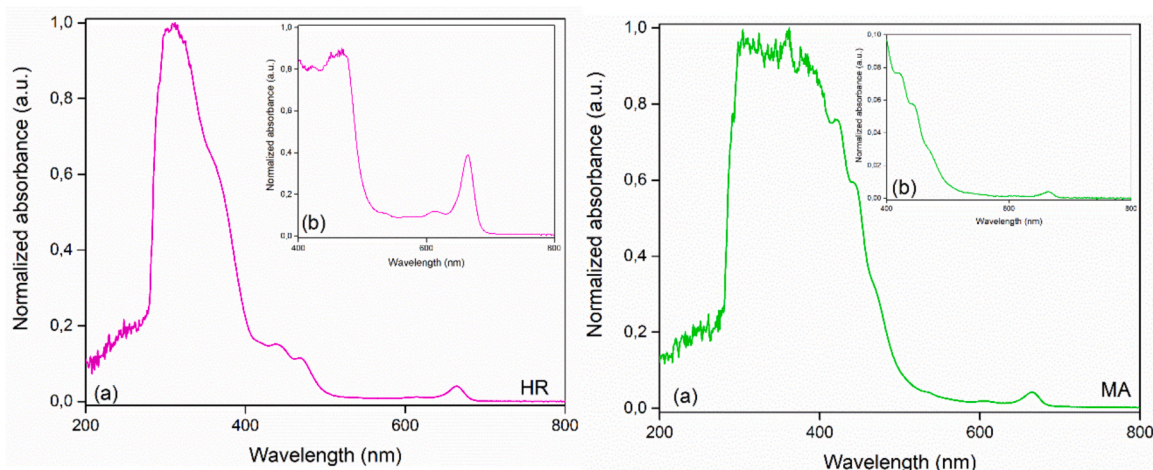 1,0
0,8
0,6
0,4
0,2
0,0
200
400
600
800
Normalized absorbance (a.u.)
Wavelength (nm)
(a)
HR
1,0
0,8
0,6
0,4
0,2
0,0
400
600
800
Normalized absorbance (a.u.)
Wavelength (nm)
(b)
1,0
0,8
0,6
0,4
0,2
0,0
200
400
600
800
Normalized absorbance (a.u.)
Wavelength (nm)
(a)
MA
0,10
0,08
0,06
0,04
0,02
0,00
400
600
800
Normalized absorbance (a.u.)
Wavelength (nm)
(b)